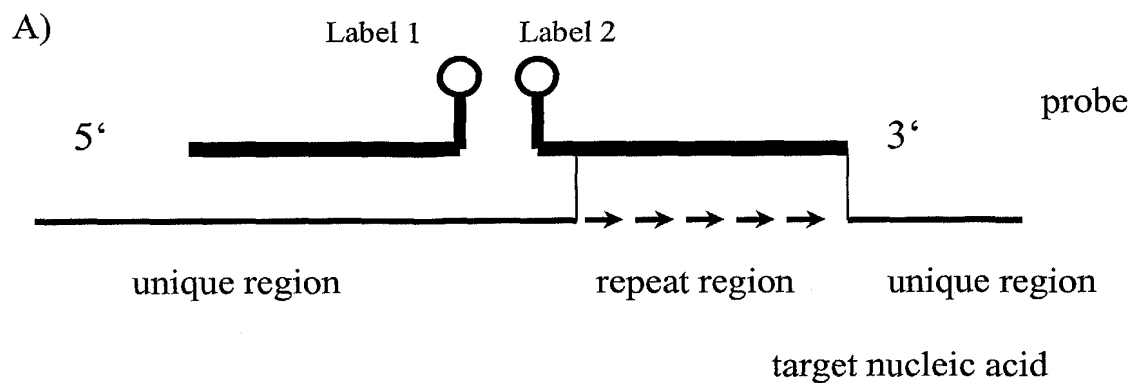 A)
Label 1 Label 2
probe
5‘ 3‘
unique region repeat region unique region
target nucleic acid